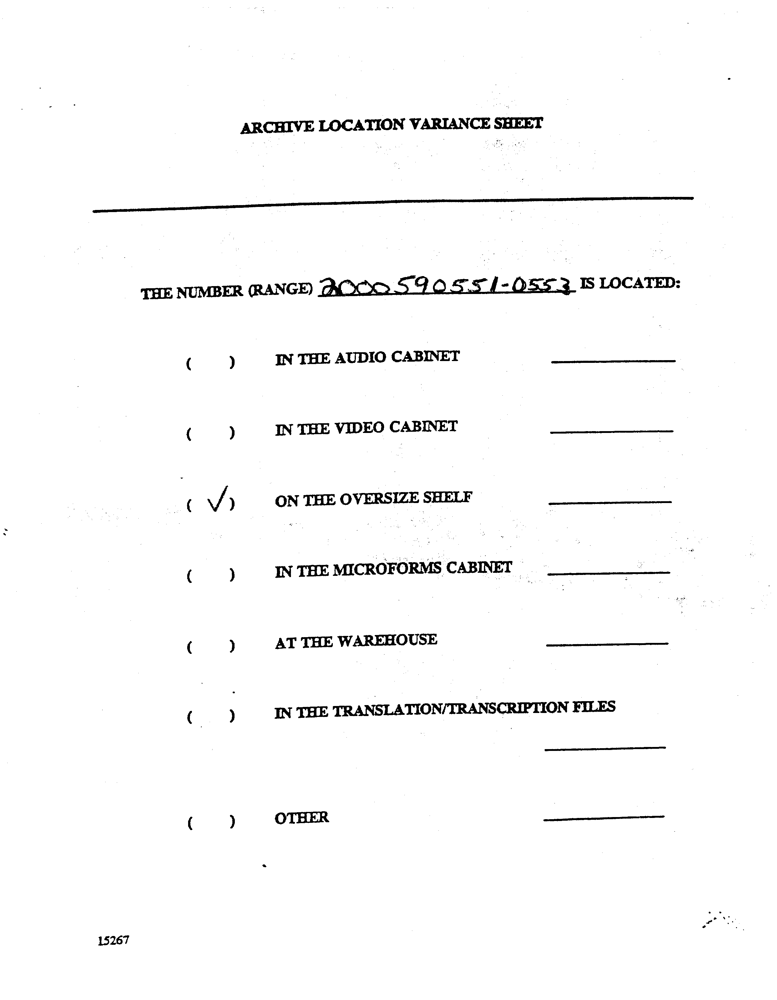 ARCHIVE LOCATION VARIANCE SHEET
THE NUMBER (RANGE) 2000590551-0553 IS LOCATED:
( ) IN THE AUDIO CABINET
( ) IN THE VIDEO CABINET
( √ ) ON THE OVERSIZE SHELF
( ) IN THE MICROFORMS CABINET
( ) AT THE WAREHOUSE
( ) IN THE TRANSLATION/TRANSCRIPTION FILES
( ) OTHER
15267